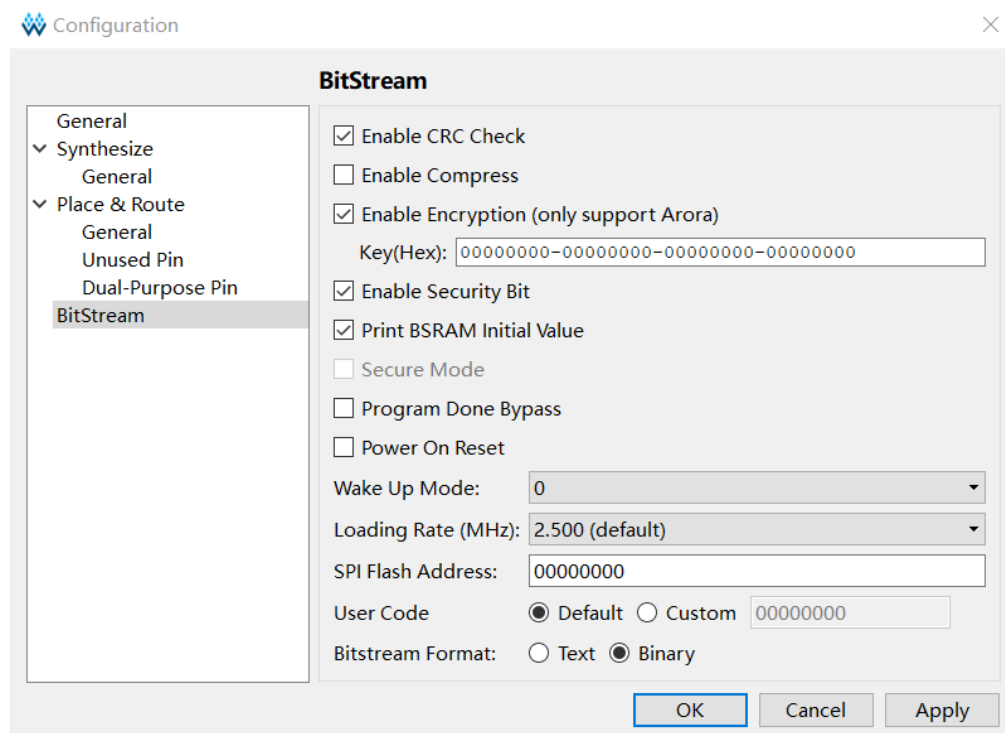 Configuration
BitStream
General
Synthesize
General
Place & Route
General
Unused Pin
Dual-Purpose Pin
BitStream
Enable CRC Check
Enable Compress
Enable Encryption (only support Arora)
Key(Hex): 00000000-00000000-00000000-00000000
Enable Security Bit
Print BSRAM Initial Value
Secure Mode
Program Done Bypass
Power On Reset
Wake Up Mode: 0
Loading Rate (MHz): 2.500 (default)
SPI Flash Address: 00000000
User Code Default Custom 00000000
Bitstream Format: Text Binary
OK Cancel Apply